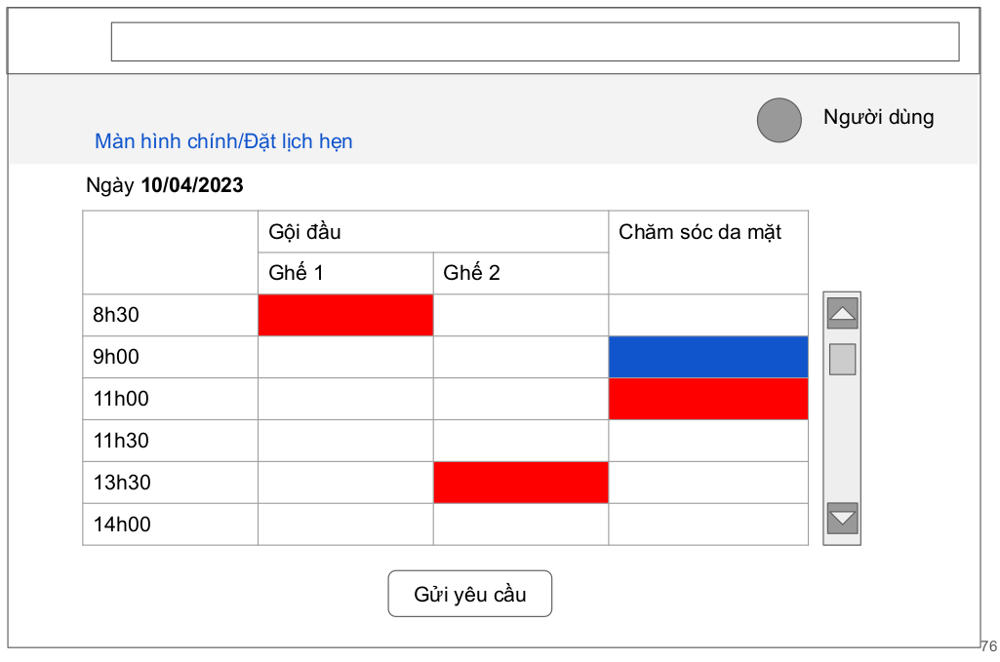 Người dùng
Màn hình chính/Đặt lịch hẹn
Ngày 10/04/2023
Gội đầu
Chăm sóc da mặt
Ghế 1
Ghế 2
8h30
9h00
11h00
11h30
13h30
14h00
Gửi yêu cầu
76